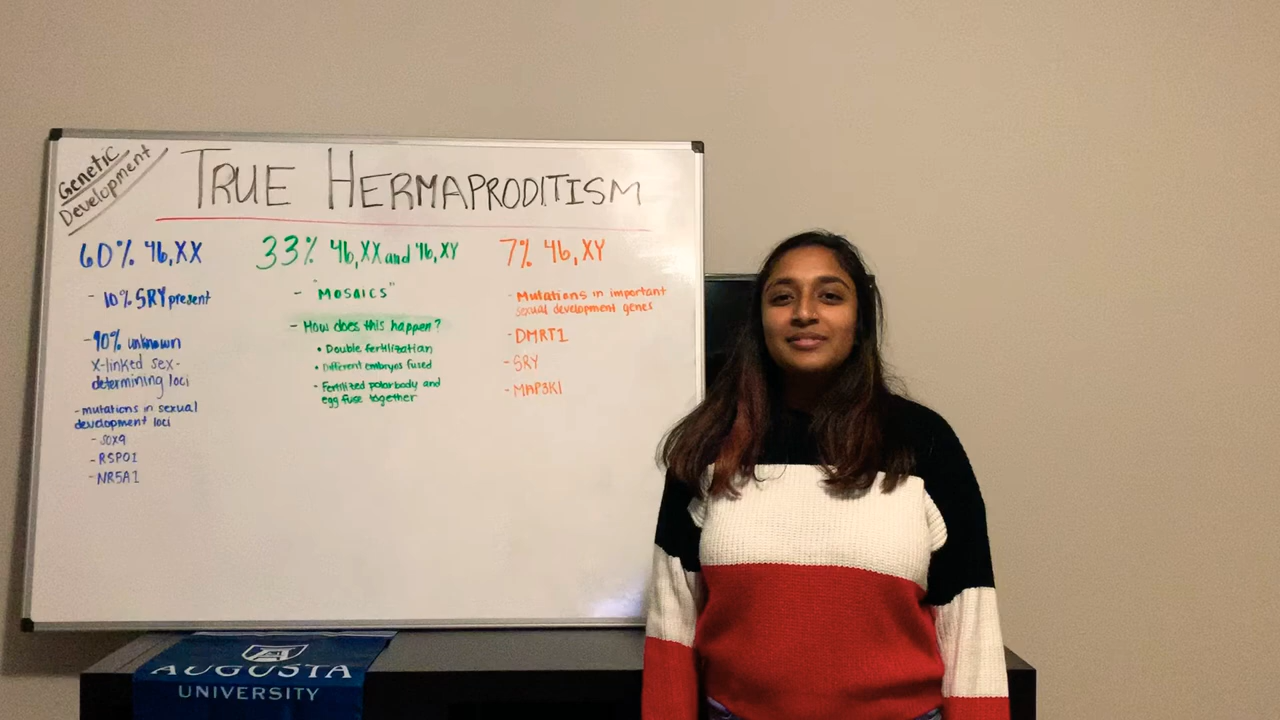 Genetic
Development
TRUE HERMAPRODITISM
60% 46,XX
- 10% SRY present
- 90% unknown
X-linked sex-
determining loci
- mutations in sexual
development loci
- SOX9
- RSPO1
- NR5A1
33% 46,XX and 46,XY
- "MOSAICS"
- How does this happen?
• Double fertilization
• Different embryos fused
- Fertilized polar body and
egg fuse together
7% 46,XY
- Mutations in important
sexual development genes
- DMRT1
- SRY
- MAP3K1
AUGUSTA
UNIVERSITY